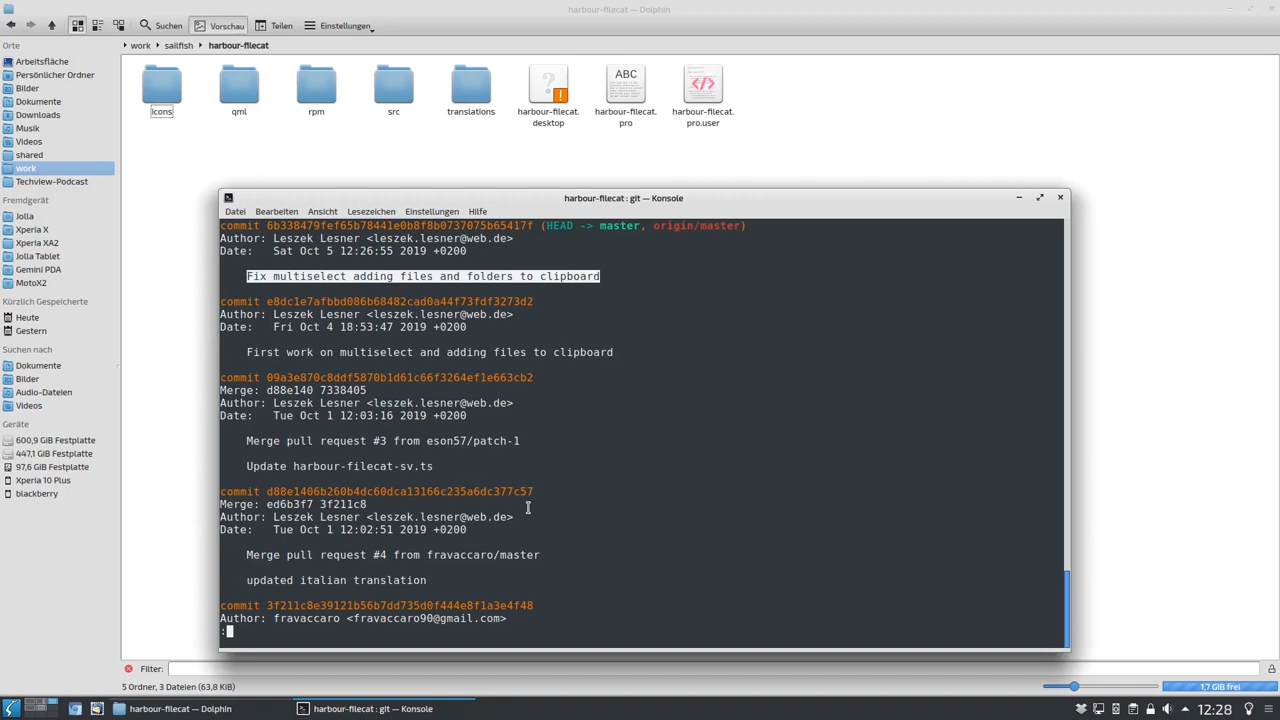 harbour-filecat — Dolphin
Suchen
Vorschau
Teilen
Einstellungen
Orte
work
sailfish
harbour-filecat
Arbeitsfläche
Persönlicher Ordner
Bilder
Dokumente
Downloads
Musik
Videos
shared
work
Techview-Podcast
Fremdgerät
Jolla
Xperia X
Xperia XA2
Jolla Tablet
Gemini PDA
MotoX2
Kürzlich Gespeicherte
Heute
Gestern
Suchen nach
Dokumente
Bilder
Audio-Dateien
Videos
Geräte
600,9 GiB Festplatte
447,1 GiB Festplatte
97,6 GiB Festplatte
Xperia 10 Plus
blackberry
icons
qml
rpm
src
translations
?
!
harbour-filecat.
desktop
ABC
harbour-filecat.
pro
</>
harbour-filecat.
pro.user
harbour-filecat : git — Konsole
Datei Bearbeiten Ansicht Lesezeichen Einstellungen Hilfe
commit 6b338479fef65b78441e0b8f8b0737075b65417f (HEAD -> master, origin/master)
Author: Leszek Lesner <leszek.lesner@web.de>
Date: Sat Oct 5 12:26:55 2019 +0200
Fix multiselect adding files and folders to clipboard
commit e8dc1e7afbbd086b68482cad0a44f73fdf3273d2
Author: Leszek Lesner <leszek.lesner@web.de>
Date: Fri Oct 4 18:53:47 2019 +0200
First work on multiselect and adding files to clipboard
commit 09a3e870c8ddf5870b1d61c66f3264ef1e663cb2
Merge: d88e140 7338405
Author: Leszek Lesner <leszek.lesner@web.de>
Date: Tue Oct 1 12:03:16 2019 +0200
Merge pull request #3 from eson57/patch-1
Update harbour-filecat-sv.ts
commit d88e1406b260b4dc60dca13166c235a6dc377c57
Merge: ed6b3f7 3f211c8
Author: Leszek Lesner <leszek.lesner@web.de>
Date: Tue Oct 1 12:02:51 2019 +0200
Merge pull request #4 from fravaccaro/master
updated italian translation
commit 3f211c8e39121b56b7dd735d0f444e8f1a3e4f48
Author: fravaccaro <fravaccaro90@gmail.com>
:
Filter:
5 Ordner, 3 Dateien (63,8 KiB)
1,7 GiB frei
harbour-filecat — Dolphin
harbour-filecat : git — Konsole
12:28